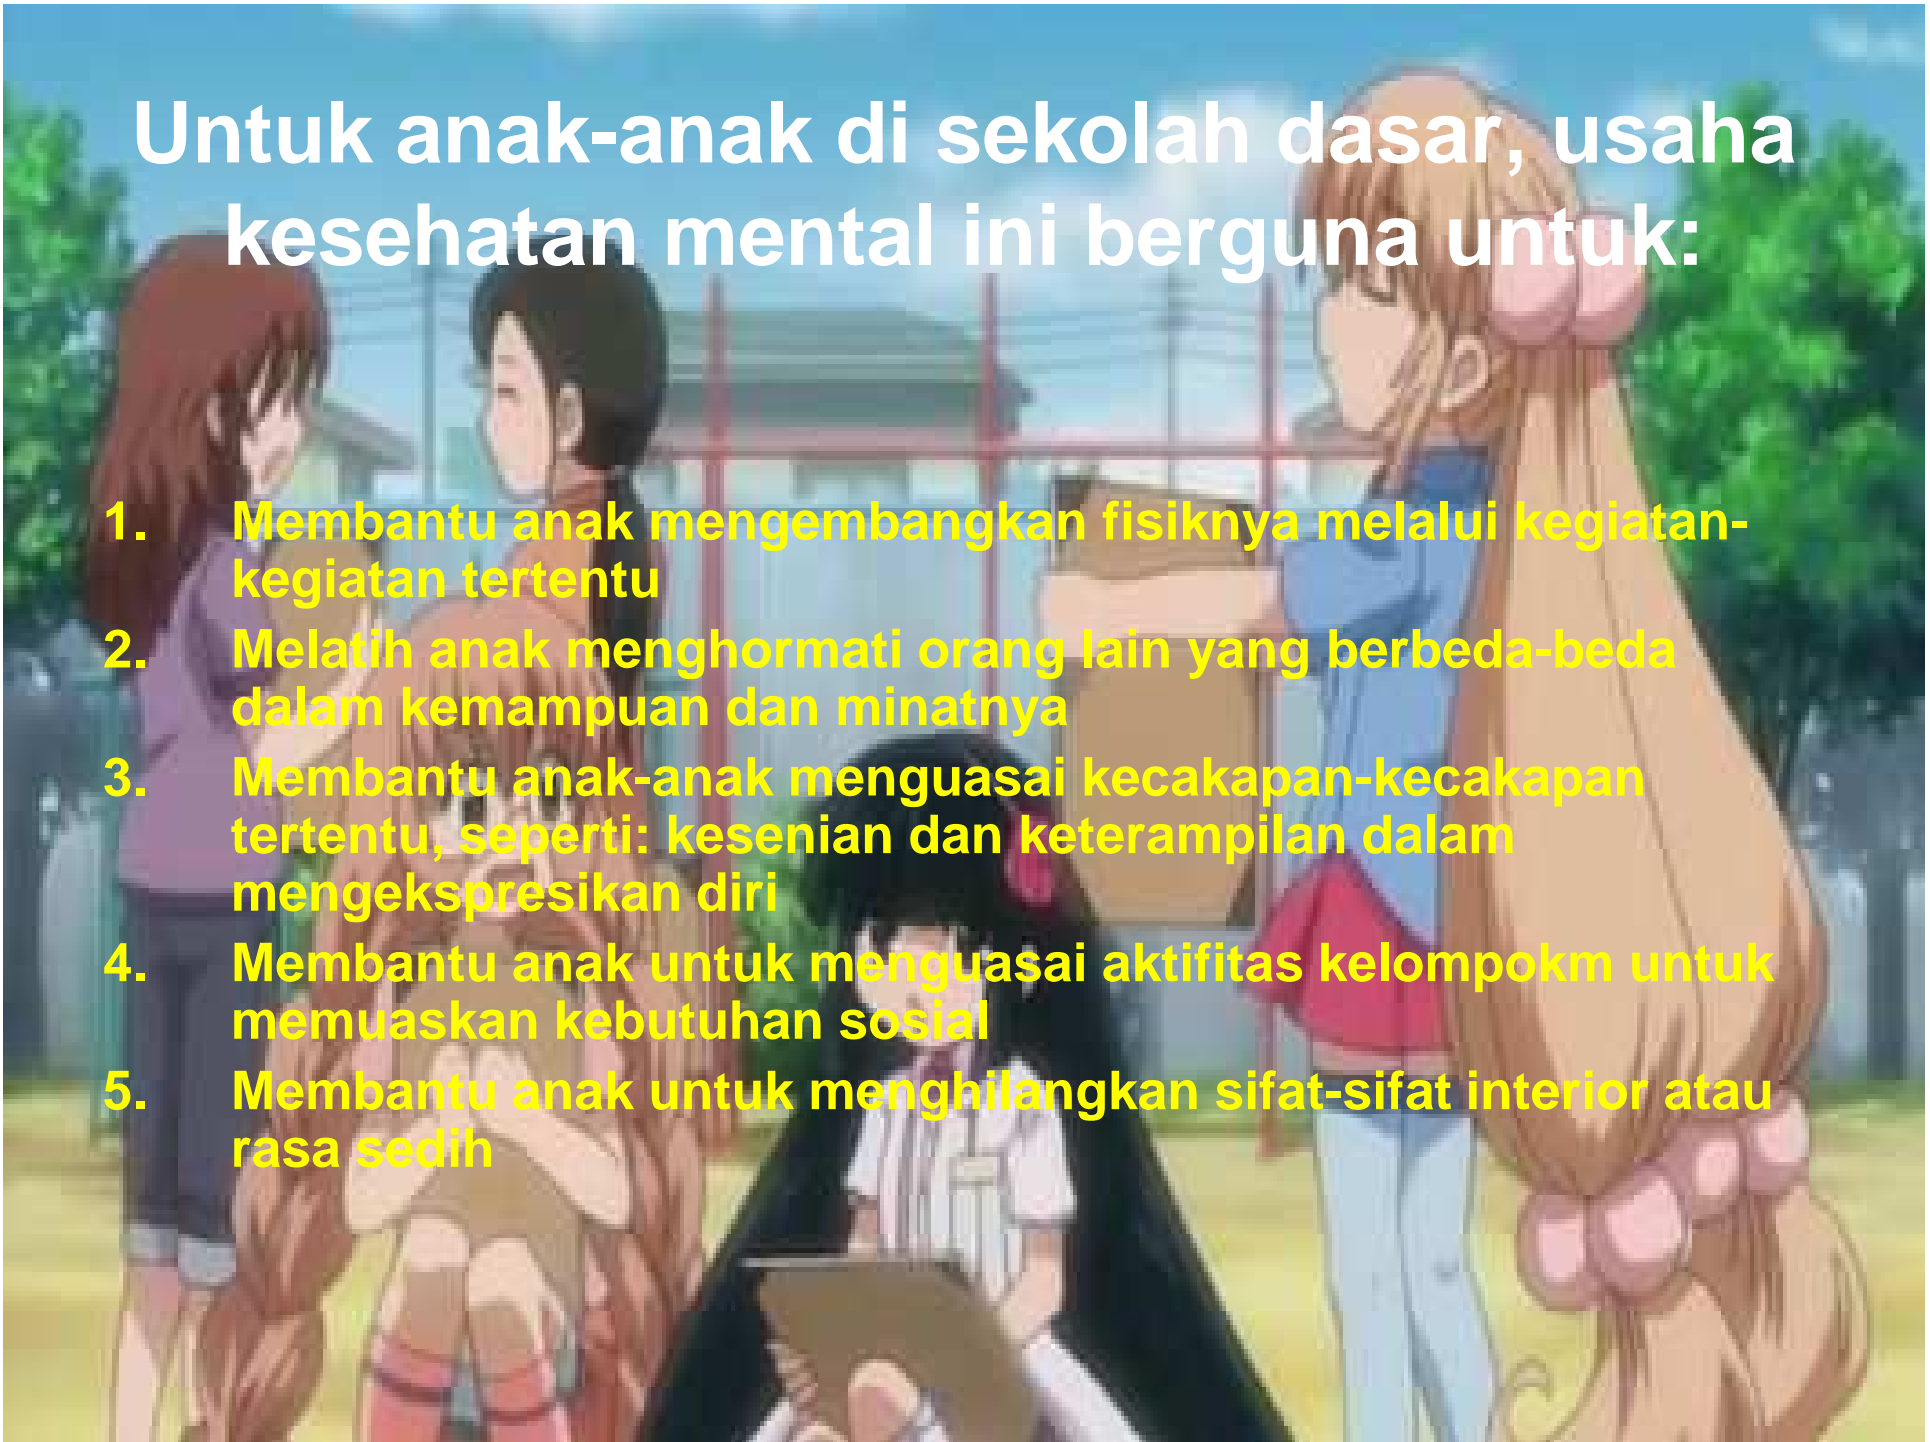 Untuk anak-anak di sekolah dasar, usaha
kesehatan mental ini berguna untuk:
1. Membantu anak mengembangkan fisiknya melalui kegiatan-
kegiatan tertentu
2. Melatih anak menghormati orang lain yang berbeda-beda
dalam kemampuan dan minatnya
3. Membantu anak-anak menguasai kecakapan-kecakapan
tertentu, seperti: kesenian dan keterampilan dalam
mengekspresikan diri
4. Membantu anak untuk menguasai aktifitas kelompokm untuk
memuaskan kebutuhan sosial
5. Membantu anak untuk menghilangkan sifat-sifat interior atau
rasa sedih